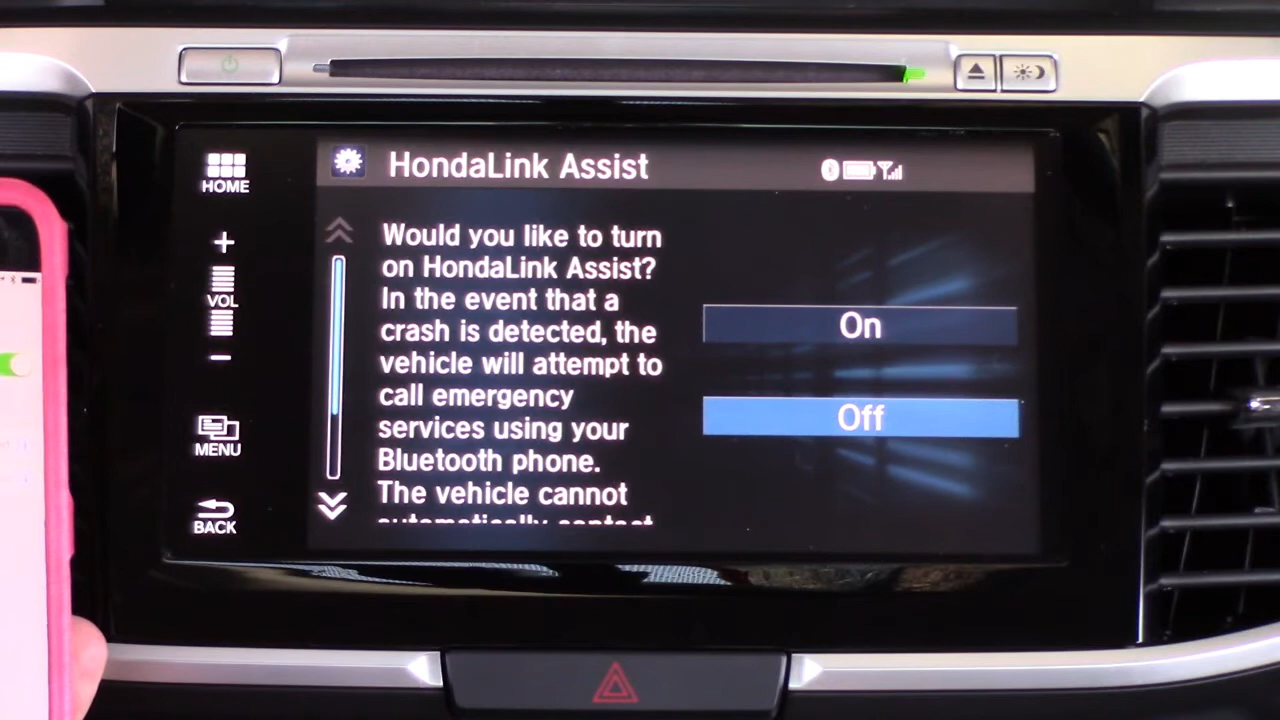 HondaLink Assist
HOME
+
VOL
–
MENU
BACK
Would you like to turn
on HondaLink Assist?
In the event that a
crash is detected, the
vehicle will attempt to
call emergency
services using your
Bluetooth phone.
The vehicle cannot
automatically contact
On
Off